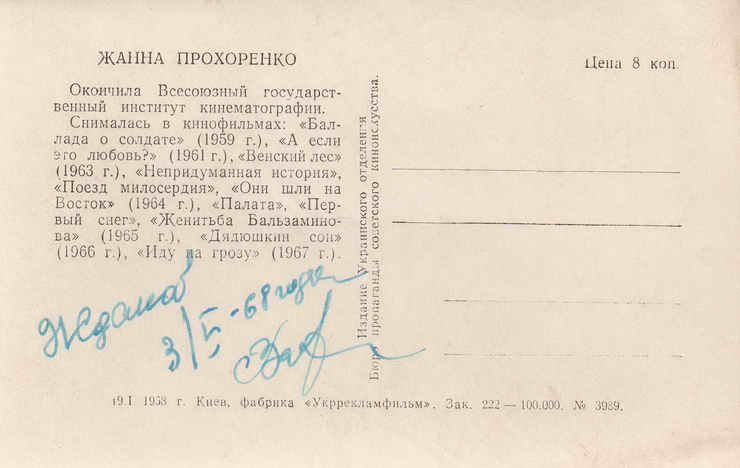 ЖАННА ПРОХОРЕНКО
Окончила Всесоюзный государст-
венный институт кинематографии.
Снималась в кинофильмах: «Бал-
лада о солдате» (1959 г.), «А если
это любовь?» (1961 г.), «Венский лес»
(1963 г.), «Непридуманная история»,
«Поезд милосердия», «Они шли на
Восток» (1964 г.), «Палата», «Пер-
вый снег», «Женитьба Бальзамино-
ва» (1965 г.), «Дядюшкин сон»
(1966 г.), «Иду на грозу» (1967 г.).
3/V-68 года
Издание Украинского отделения
Бюро пропаганды советского киноискусства.
Цена 8 коп.
19.I. 1968 г. Киев, фабрика «Укррекламфильм», Зак. 222 — 100.000. № 3989.